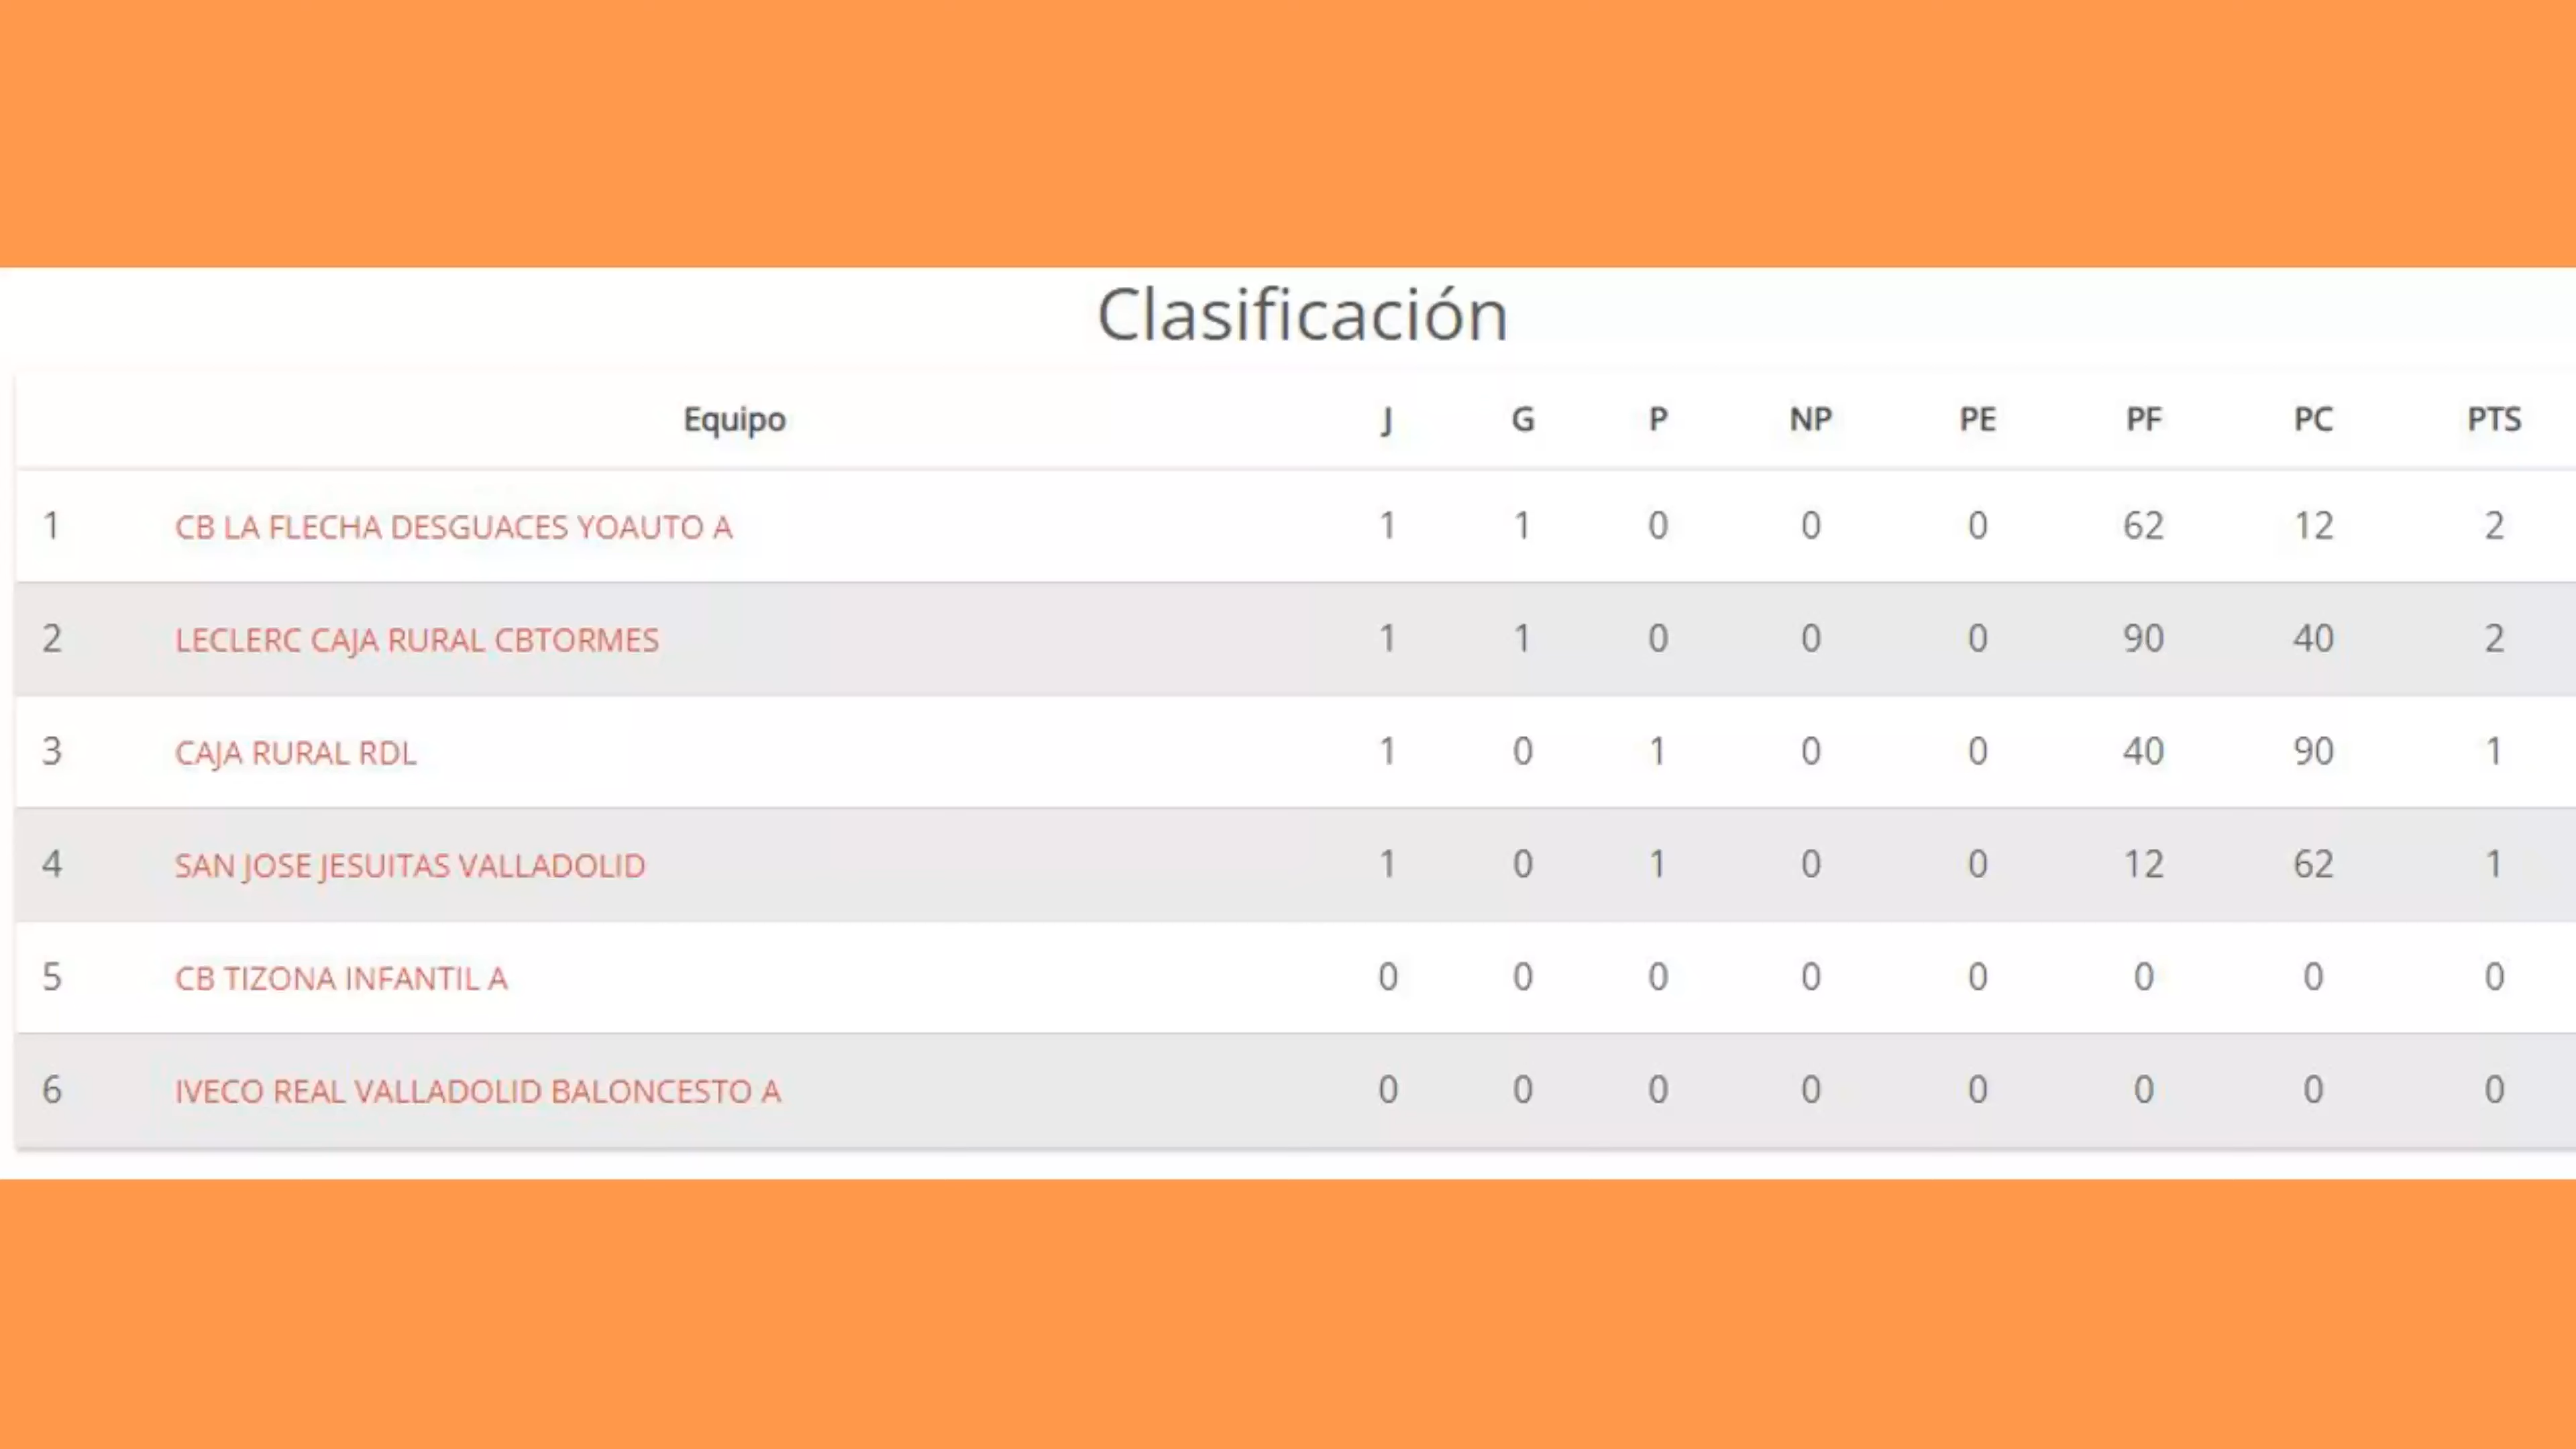 Clasificación
Equipo J G P NP PE PF PC PTS
1 CB LA FLECHA DESGUACES YOAUTO A 1 1 0 0 0 62 12 2
2 LECLERC CAJA RURAL CBTORMES 1 1 0 0 0 90 40 2
3 CAJA RURAL RDL 1 0 1 0 0 40 90 1
4 SAN JOSE JESUITAS VALLADOLID 1 0 1 0 0 12 62 1
5 CB TIZONA INFANTIL A 0 0 0 0 0 0 0 0
6 IVECO REAL VALLADOLID BALONCESTO A 0 0 0 0 0 0 0 0